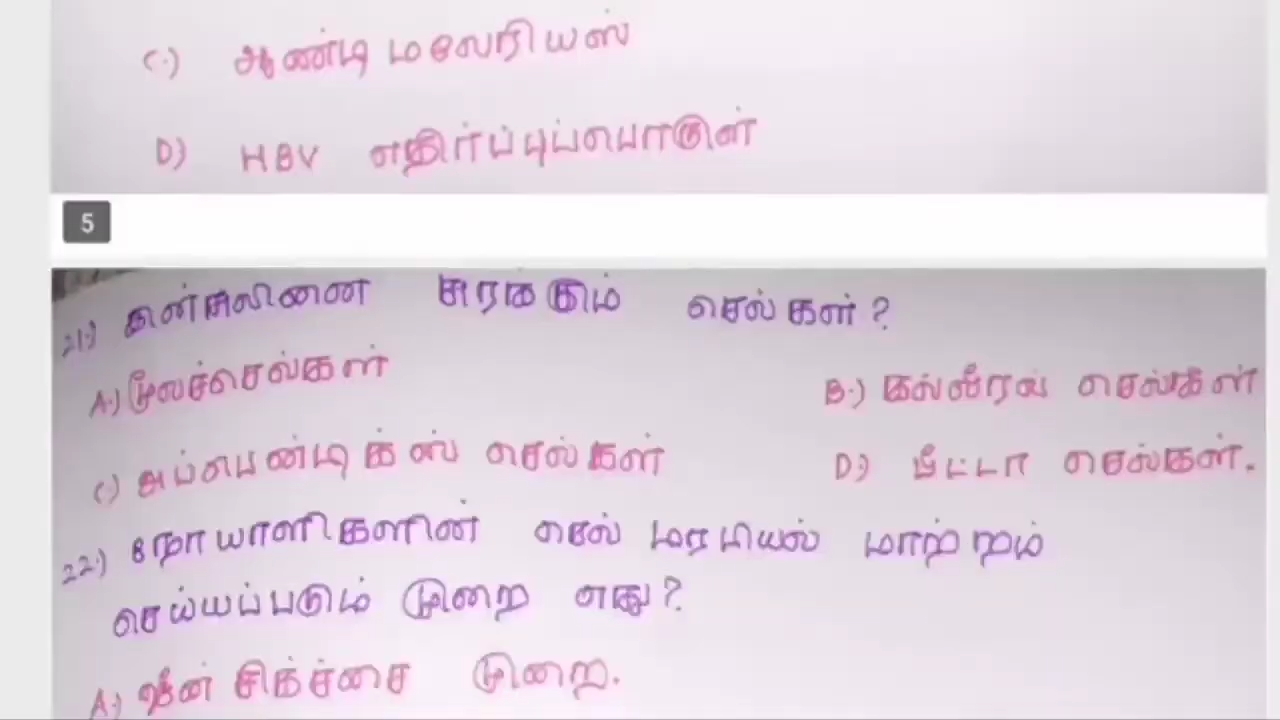 C.) ஆண்டி மலேரியஸ்
D) HBV எதிர்ப்புப்பொருள்
5
21.) இன்சுலினை சுரக்கும் செல்கள்?
A.) மூலச்செல்கள்
B.) கல்லீரல் செல்கள்
C.) அப்பெண்டிக்ஸ் செல்கள்
D.) பீட்டா செல்கள்.
22.) நோயாளிகளின் செல் மரபியல் மாற்றம்
செய்யப்படும் முறை எது?
A.) ஜீன் சிகிச்சை முறை.